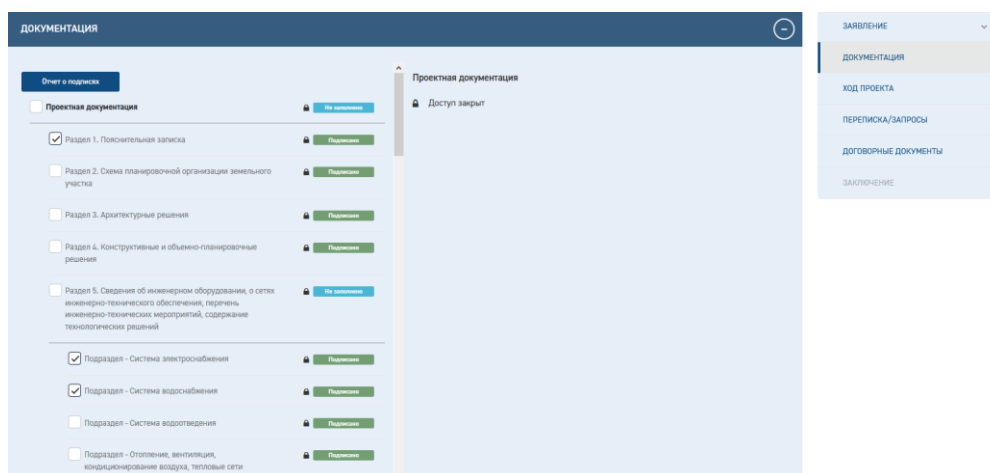 ДОКУМЕНТАЦИЯ
Отчет о подписях
Проектная документация
Не заполнено
Раздел 1. Пояснительная записка
Подписано
Раздел 2. Схема планировочной организации земельного
участка
Подписано
Раздел 3. Архитектурные решения
Подписано
Раздел 4. Конструктивные и объемно-планировочные
решения
Подписано
Раздел 5. Сведения об инженерном оборудовании, о сетях
инженерно-технического обеспечения, перечень
инженерно-технических мероприятий, содержание
технологических решений
Не заполнено
Подраздел - Система электроснабжения
Подписано
Подраздел - Система водоснабжения
Подписано
Подраздел - Система водоотведения
Подписано
Подраздел - Отопление, вентиляция,
кондиционирование воздуха, тепловые сети
Подписано
Проектная документация
Доступ закрыт
ЗАЯВЛЕНИЕ
ДОКУМЕНТАЦИЯ
ХОД ПРОЕКТА
ПЕРЕПИСКА/ЗАПРОСЫ
ДОГОВОРНЫЕ ДОКУМЕНТЫ
ЗАКЛЮЧЕНИЕ